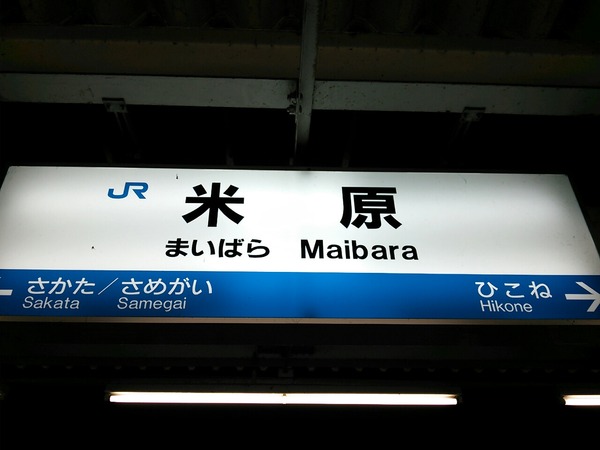 JR 米原
まいばら Maibara
← さかた／さめがい ひこね →
Sakata Samegai Hikone